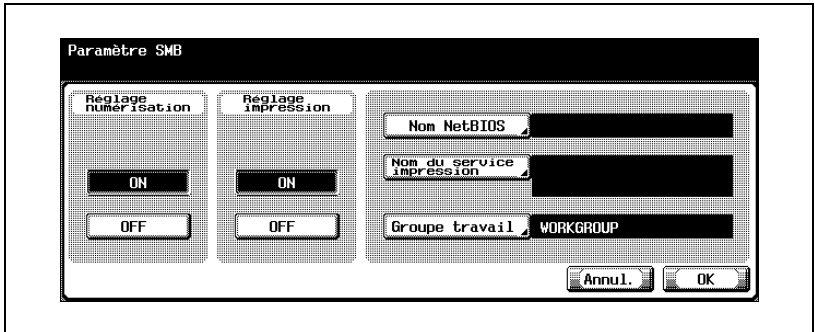 Paramètre SMB
Réglage
numérisation
Réglage
impression
ON
OFF
ON
OFF
Nom NetBIOS
Nom du service
impression
Groupe travail
WORKGROUP
Annul.
OK